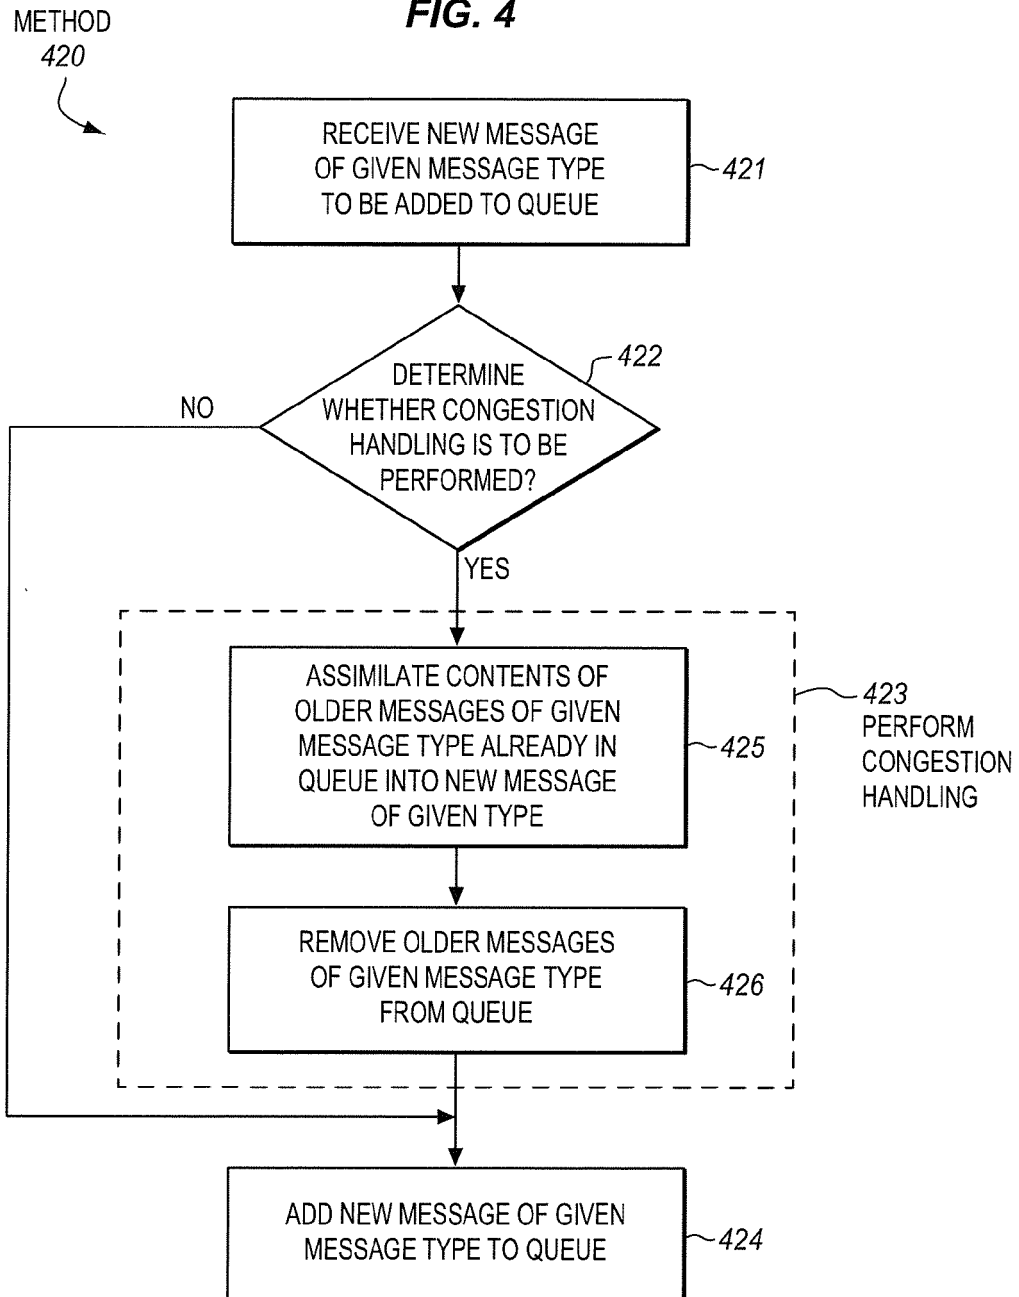 FIG. 4
METHOD
420
RECEIVE NEW MESSAGE
OF GIVEN MESSAGE TYPE
TO BE ADDED TO QUEUE
421
DETERMINE
WHETHER CONGESTION
HANDLING IS TO BE
PERFORMED?
422
NO
YES
ASSIMILATE CONTENTS OF
OLDER MESSAGES OF GIVEN
MESSAGE TYPE ALREADY IN
QUEUE INTO NEW MESSAGE
OF GIVEN TYPE
425
423
PERFORM
CONGESTION
HANDLING
REMOVE OLDER MESSAGES
OF GIVEN MESSAGE TYPE
FROM QUEUE
426
ADD NEW MESSAGE OF GIVEN
MESSAGE TYPE TO QUEUE
424